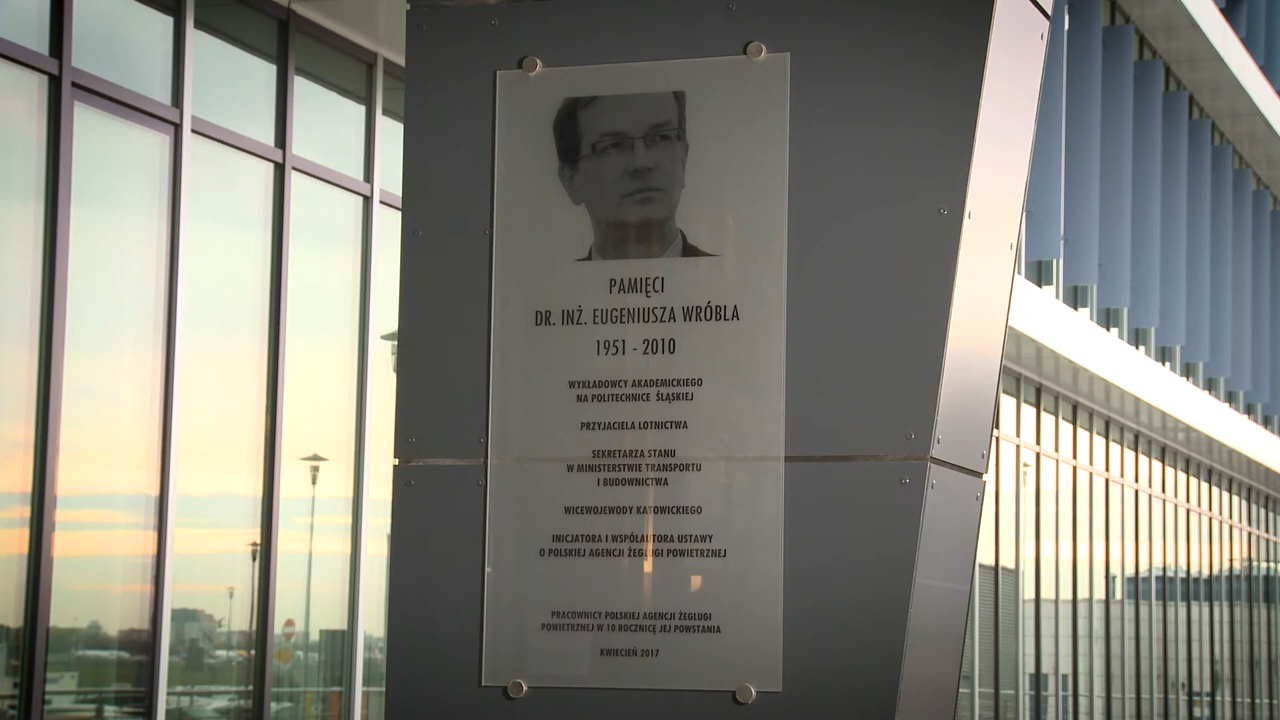 PAMIĘCI
DR. INŻ. EUGENIUSZA WRÓBLA
1951 - 2010
WYKŁADOWCY AKADEMICKIEGO
NA POLITECHNICE ŚLĄSKIEJ
PRZYJACIELA LOTNICTWA
SEKRETARZA STANU
W MINISTERSTWIE TRANSPORTU
I BUDOWNICTWA
WICEWOJEWODY KATOWICKIEGO
INICJATORA I WSPÓŁAUTORA USTAWY
O POLSKIEJ AGENCJI ŻEGLUGI POWIETRZNEJ
PRACOWNICY POLSKIEJ AGENCJI ŻEGLUGI
POWIETRZNEJ W 10 ROCZNICĘ JEJ POWSTANIA
KWIECIEŃ 2017